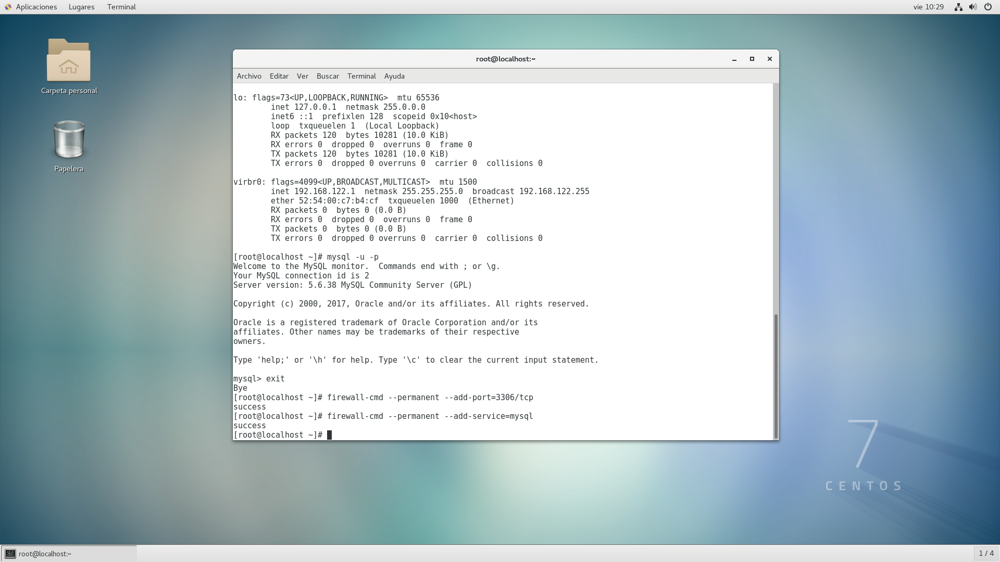 Aplicaciones Lugares Terminal vie 10:29
Carpeta personal
Papelera
root@localhost:~
Archivo Editar Ver Buscar Terminal Ayuda
lo: flags=73<UP,LOOPBACK,RUNNING>  mtu 65536
        inet 127.0.0.1  netmask 255.0.0.0
        inet6 ::1  prefixlen 128  scopeid 0x10<host>
        loop  txqueuelen 1  (Local Loopback)
        RX packets 120  bytes 10281 (10.0 KiB)
        RX errors 0  dropped 0  overruns 0  frame 0
        TX packets 120  bytes 10281 (10.0 KiB)
        TX errors 0  dropped 0 overruns 0  carrier 0  collisions 0
virbr0: flags=4099<UP,BROADCAST,MULTICAST>  mtu 1500
        inet 192.168.122.1  netmask 255.255.255.0  broadcast 192.168.122.255
        ether 52:54:00:c7:b4:cf  txqueuelen 1000  (Ethernet)
        RX packets 0  bytes 0 (0.0 B)
        RX errors 0  dropped 0  overruns 0  frame 0
        TX packets 0  bytes 0 (0.0 B)
        TX errors 0  dropped 0 overruns 0  carrier 0  collisions 0
[root@localhost ~]# mysql -u -p
Welcome to the MySQL monitor.  Commands end with ; or \g.
Your MySQL connection id is 2
Server version: 5.6.38 MySQL Community Server (GPL)
Copyright (c) 2000, 2017, Oracle and/or its affiliates. All rights reserved.
Oracle is a registered trademark of Oracle Corporation and/or its
affiliates. Other names may be trademarks of their respective
owners.
Type 'help;' or '\h' for help. Type '\c' to clear the current input statement.
mysql> exit
Bye
[root@localhost ~]# firewall-cmd --permanent --add-port=3306/tcp
success
[root@localhost ~]# firewall-cmd --permanent --add-service=mysql
success
[root@localhost ~]#
7
CENTOS
root@localhost:~
1 / 4